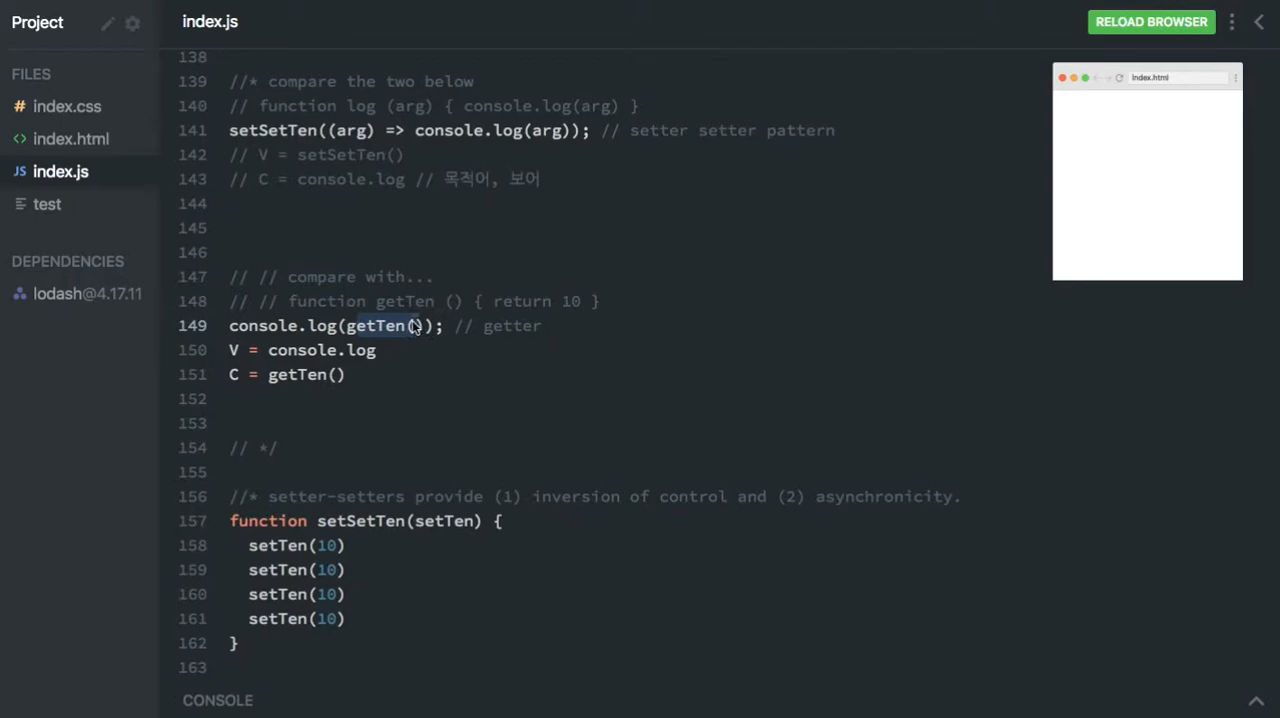 Project
index.js
RELOAD BROWSER
FILES
index.css
index.html
index.js
test
DEPENDENCIES
lodash@4.17.11
138
139 //* compare the two below
140 // function log (arg) { console.log(arg) }
141 setSetTen((arg) => console.log(arg)); // setter setter pattern
142 // V = setSetTen()
143 // C = console.log // 목적어, 보어
144
145
146
147 // // compare with...
148 // // function getTen () { return 10 }
149 console.log(getTen()); // getter
150 V = console.log
151 C = getTen()
152
153
154 // */
155
156 //* setter-setters provide (1) inversion of control and (2) asynchronicity.
157 function setSetTen(setTen) {
158 setTen(10)
159 setTen(10)
160 setTen(10)
161 setTen(10)
162 }
163
Index.html
CONSOLE